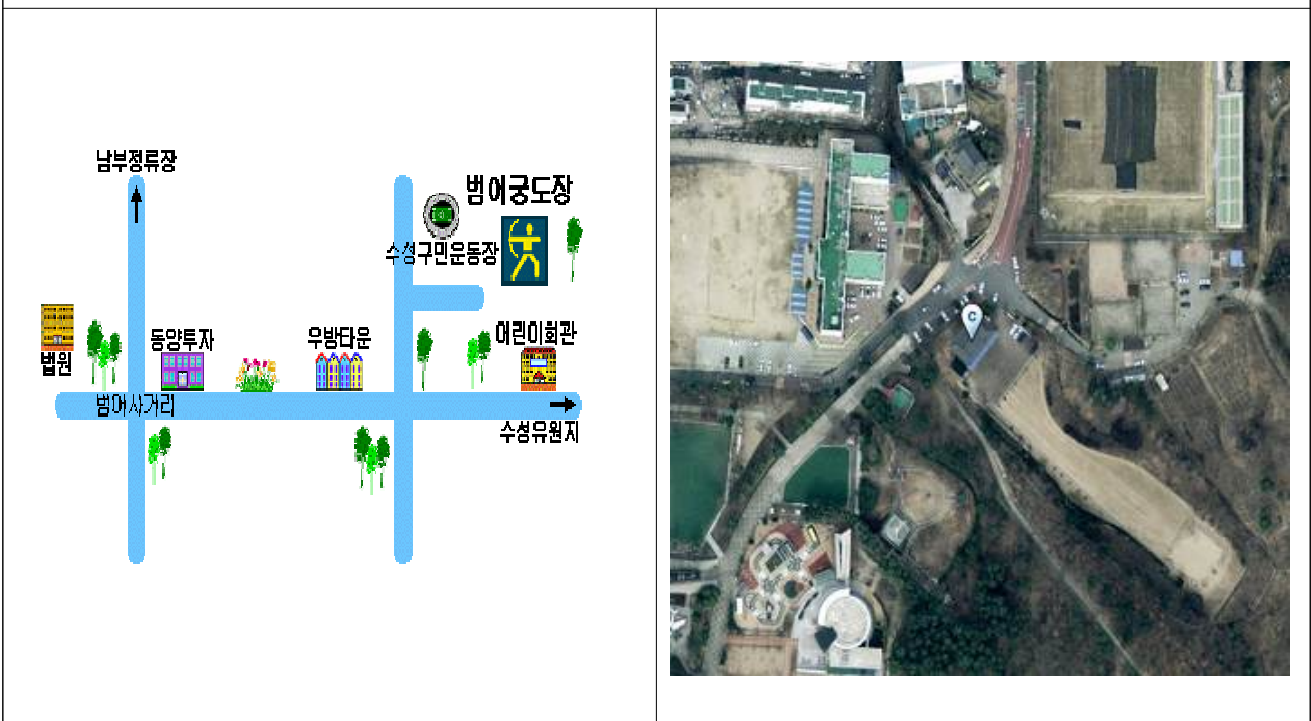 남부정류장
범어궁도장
수성구민운동장
법원
동양투자
우방타운
어린이회관
범어사거리
수성유원지
C